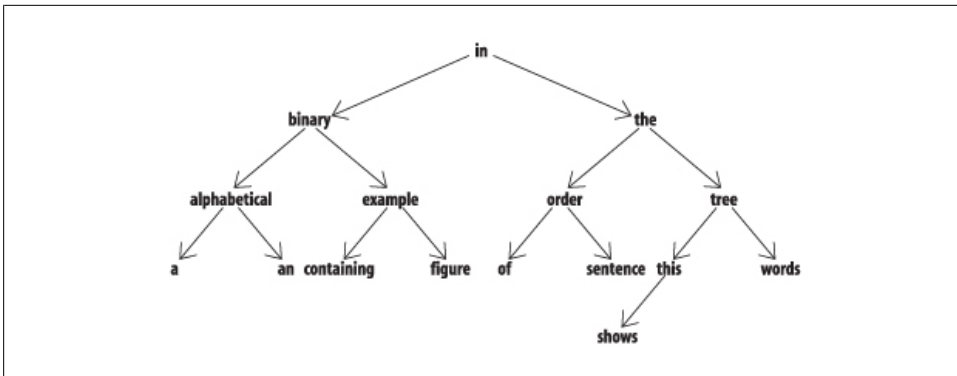 in
binary the
alphabetical example order tree
a an containing figure of sentence this words
shows